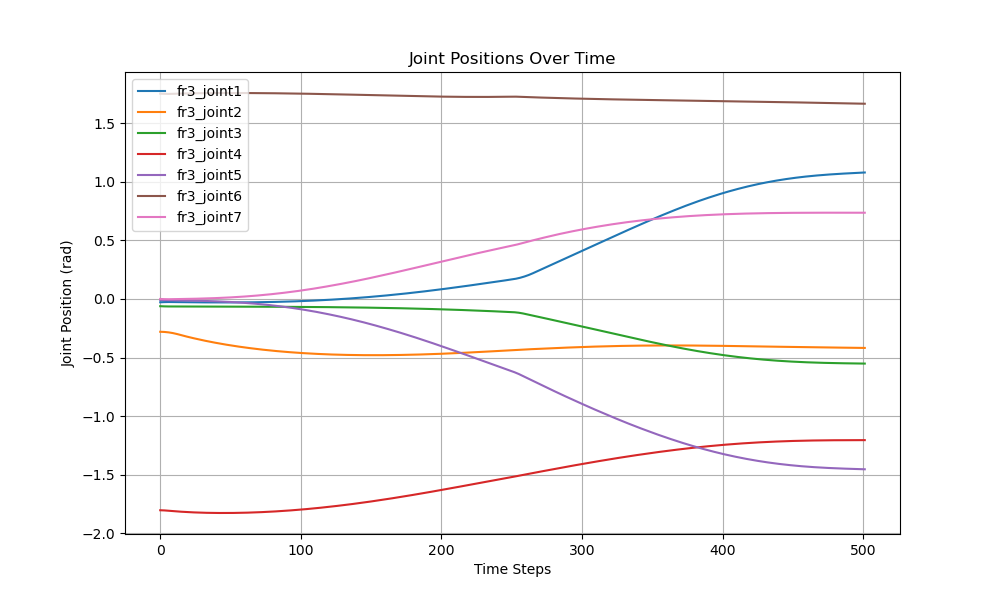 Joint Positions Over Time
fr3_joint1
fr3_joint2
fr3_joint3
fr3_joint4
fr3_joint5
fr3_joint6
fr3_joint7
Joint Position (rad)
1.5
1.0
0.5
0.0
−0.5
−1.0
−1.5
−2.0
0 100 200 300 400 500
Time Steps